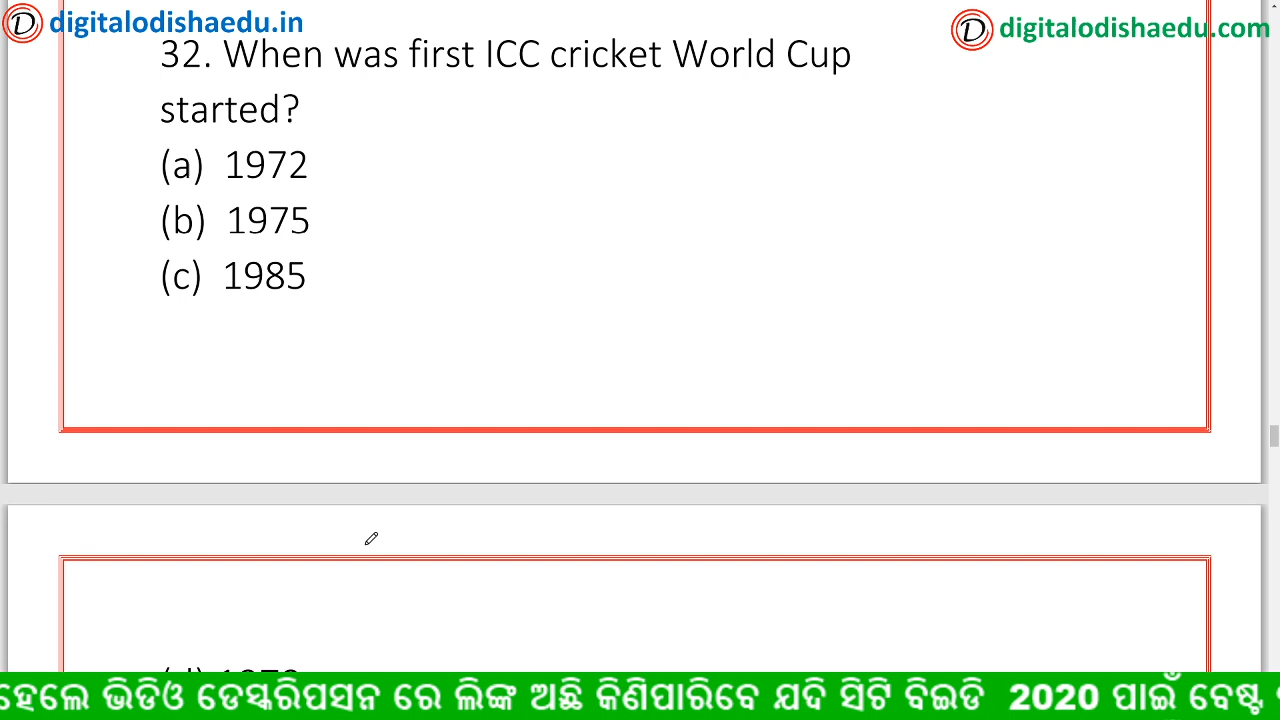 digitalodishaedu.in
digitalodishaedu.com
32. When was first ICC cricket World Cup
started?
(a) 1972
(b) 1975
(c) 1985
ହେଲେ ଭିଡିଓ ଡେସ୍କରିପସନ ରେ ଲିଙ୍କ ଅଛି କିଣିପାରିବେ ଯଦି ସିଟି ବିଇଡି 2020 ପାଇଁ ବେଷ୍ଟ